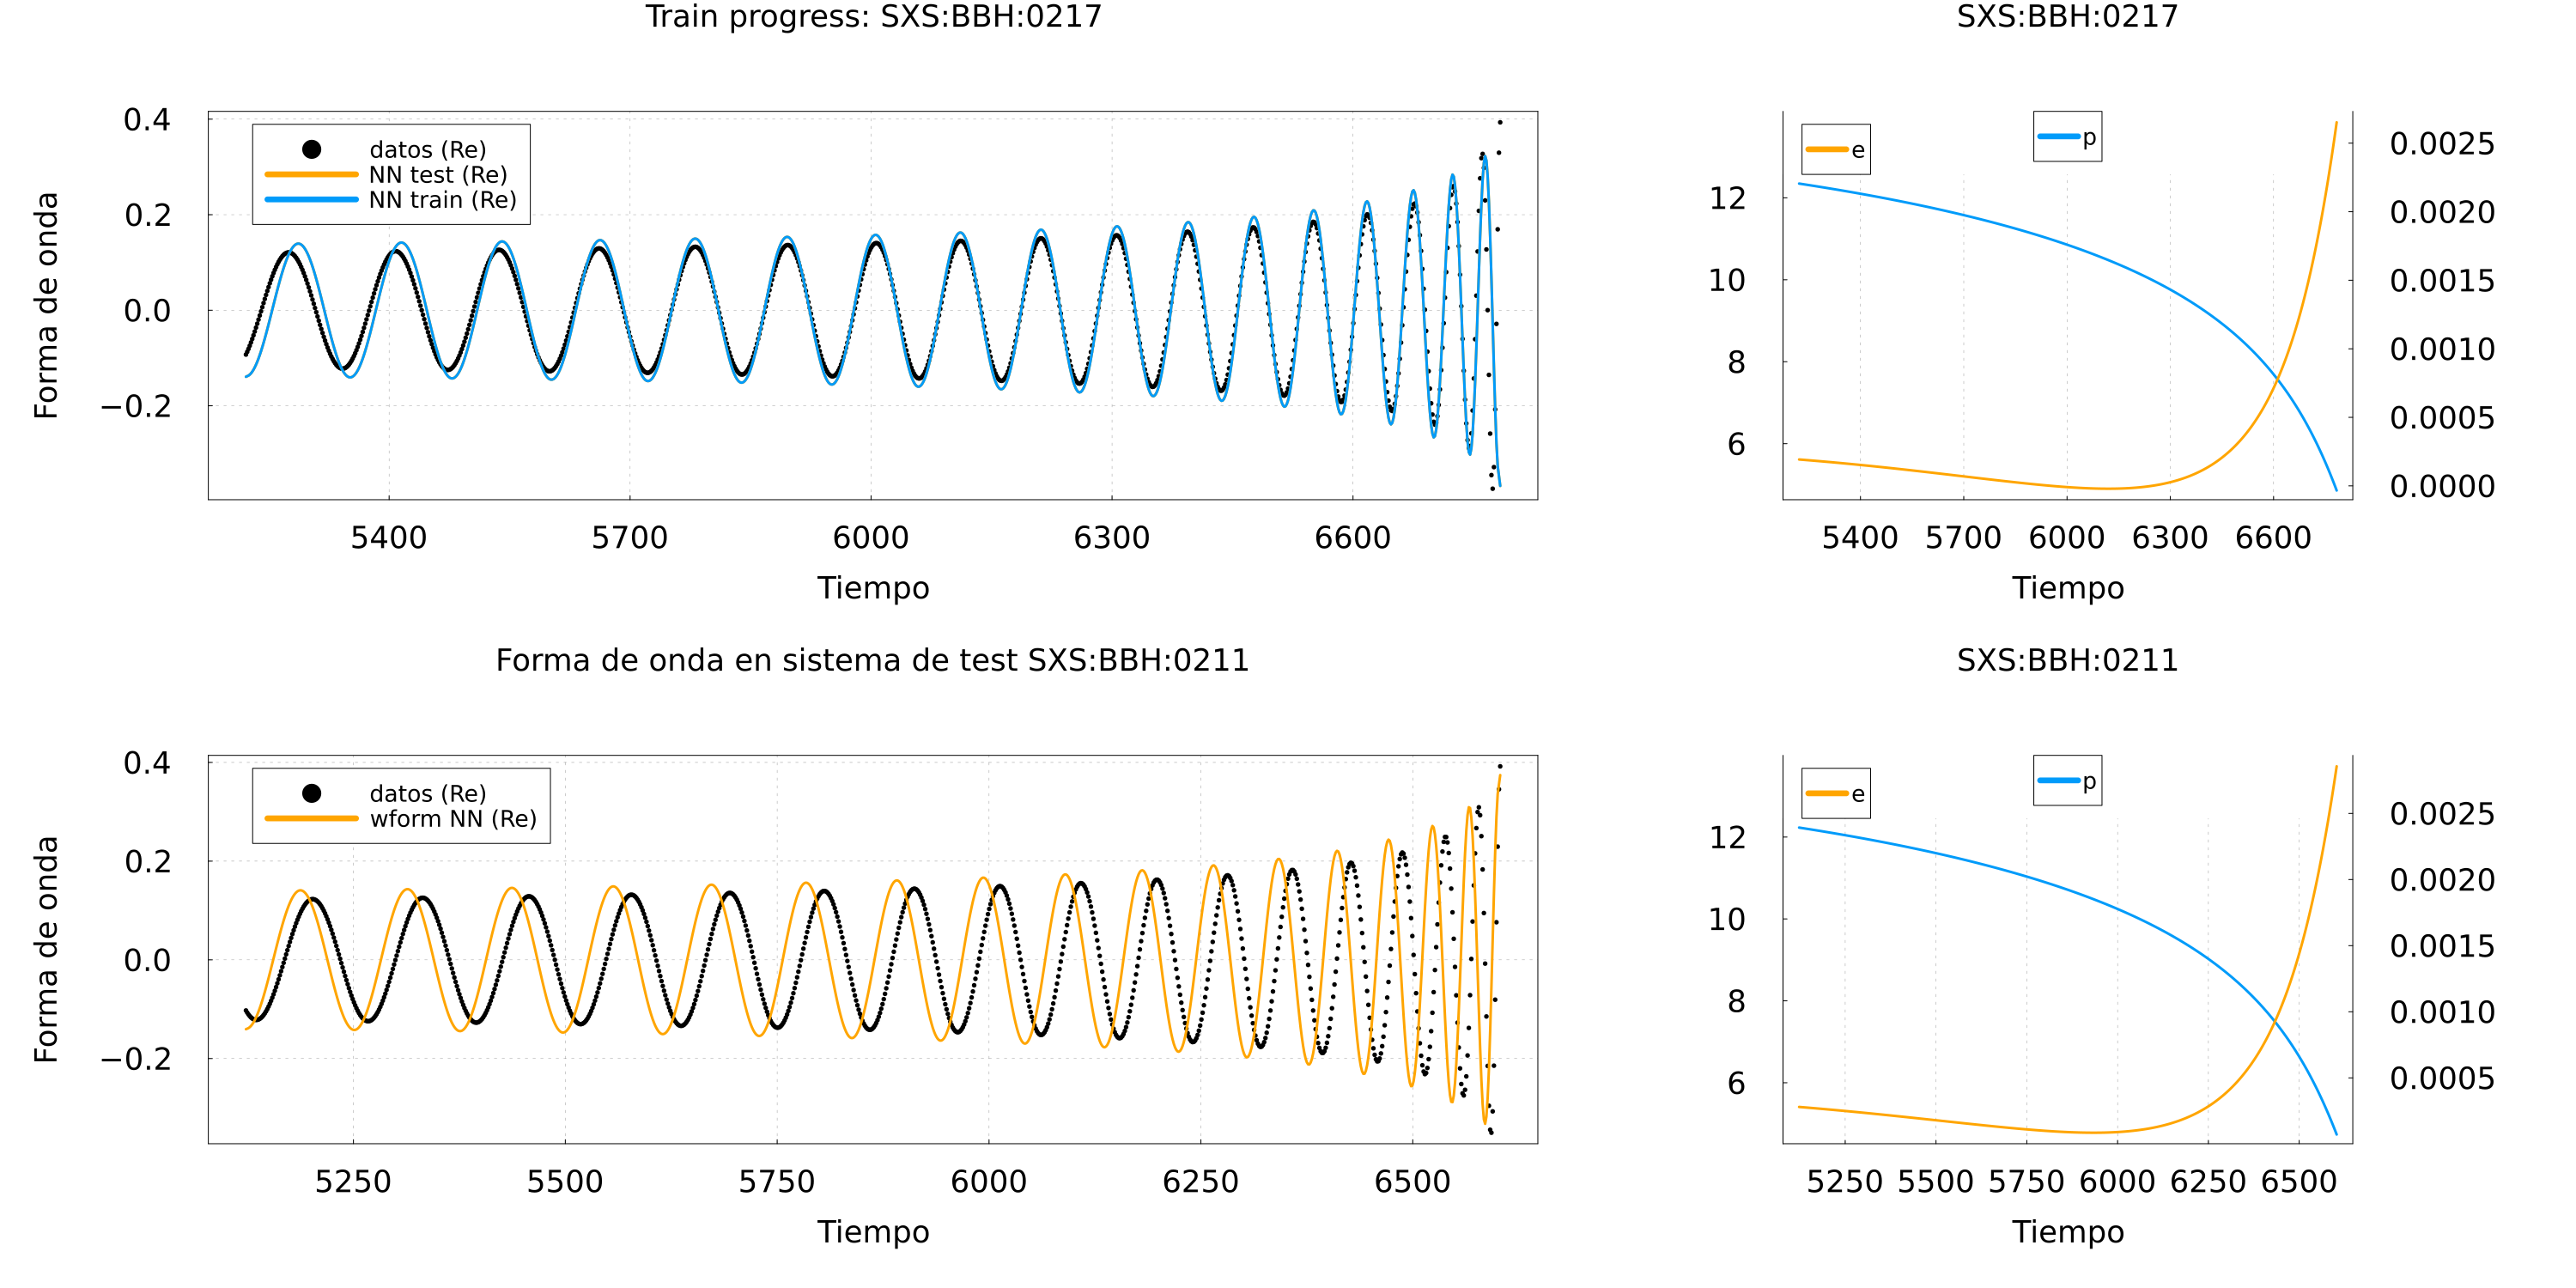 Train progress: SXS:BBH:0217
0.4
0.2
0.0
−0.2
Forma de onda
datos (Re)
NN test (Re)
NN train (Re)
5400 5700 6000 6300 6600
Tiempo
SXS:BBH:0217
12
10
8
6
e
p
0.0025
0.0020
0.0015
0.0010
0.0005
0.0000
5400 5700 6000 6300 6600
Tiempo
Forma de onda en sistema de test SXS:BBH:0211
0.4
0.2
0.0
−0.2
Forma de onda
datos (Re)
wform NN (Re)
5250 5500 5750 6000 6250 6500
Tiempo
SXS:BBH:0211
12
10
8
6
e
p
0.0025
0.0020
0.0015
0.0010
0.0005
5250 5500 5750 6000 6250 6500
Tiempo